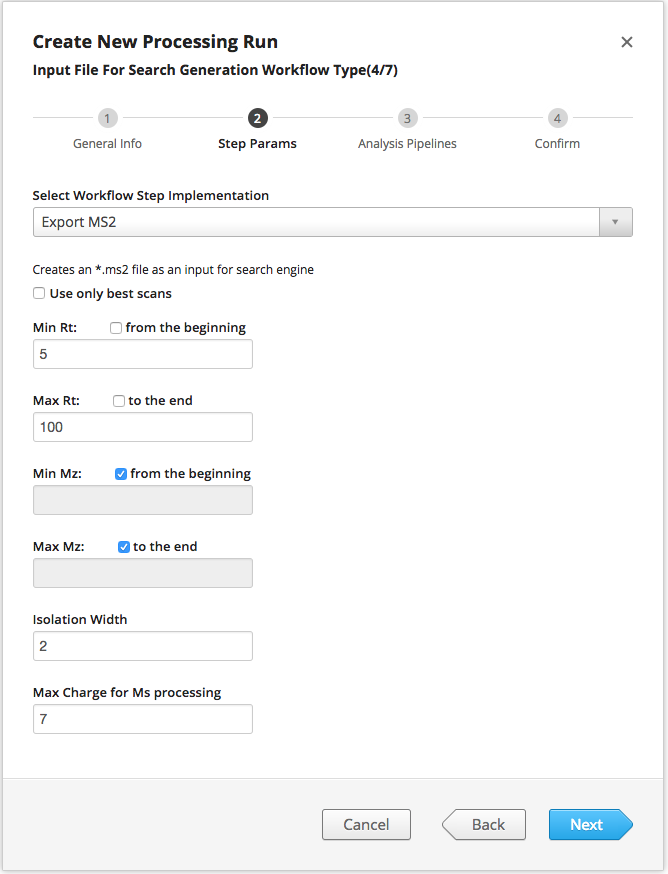 Create New Processing Run
×
Input File For Search Generation Workflow Type(4/7)
1 2 3 4
General Info Step Params Analysis Pipelines Confirm
Select Workflow Step Implementation
Export MS2
Creates an *.ms2 file as an input for search engine
Use only best scans
Min Rt: from the beginning
5
Max Rt: to the end
100
Min Mz: from the beginning
Max Mz: to the end
Isolation Width
2
Max Charge for Ms processing
7
Cancel Back Next